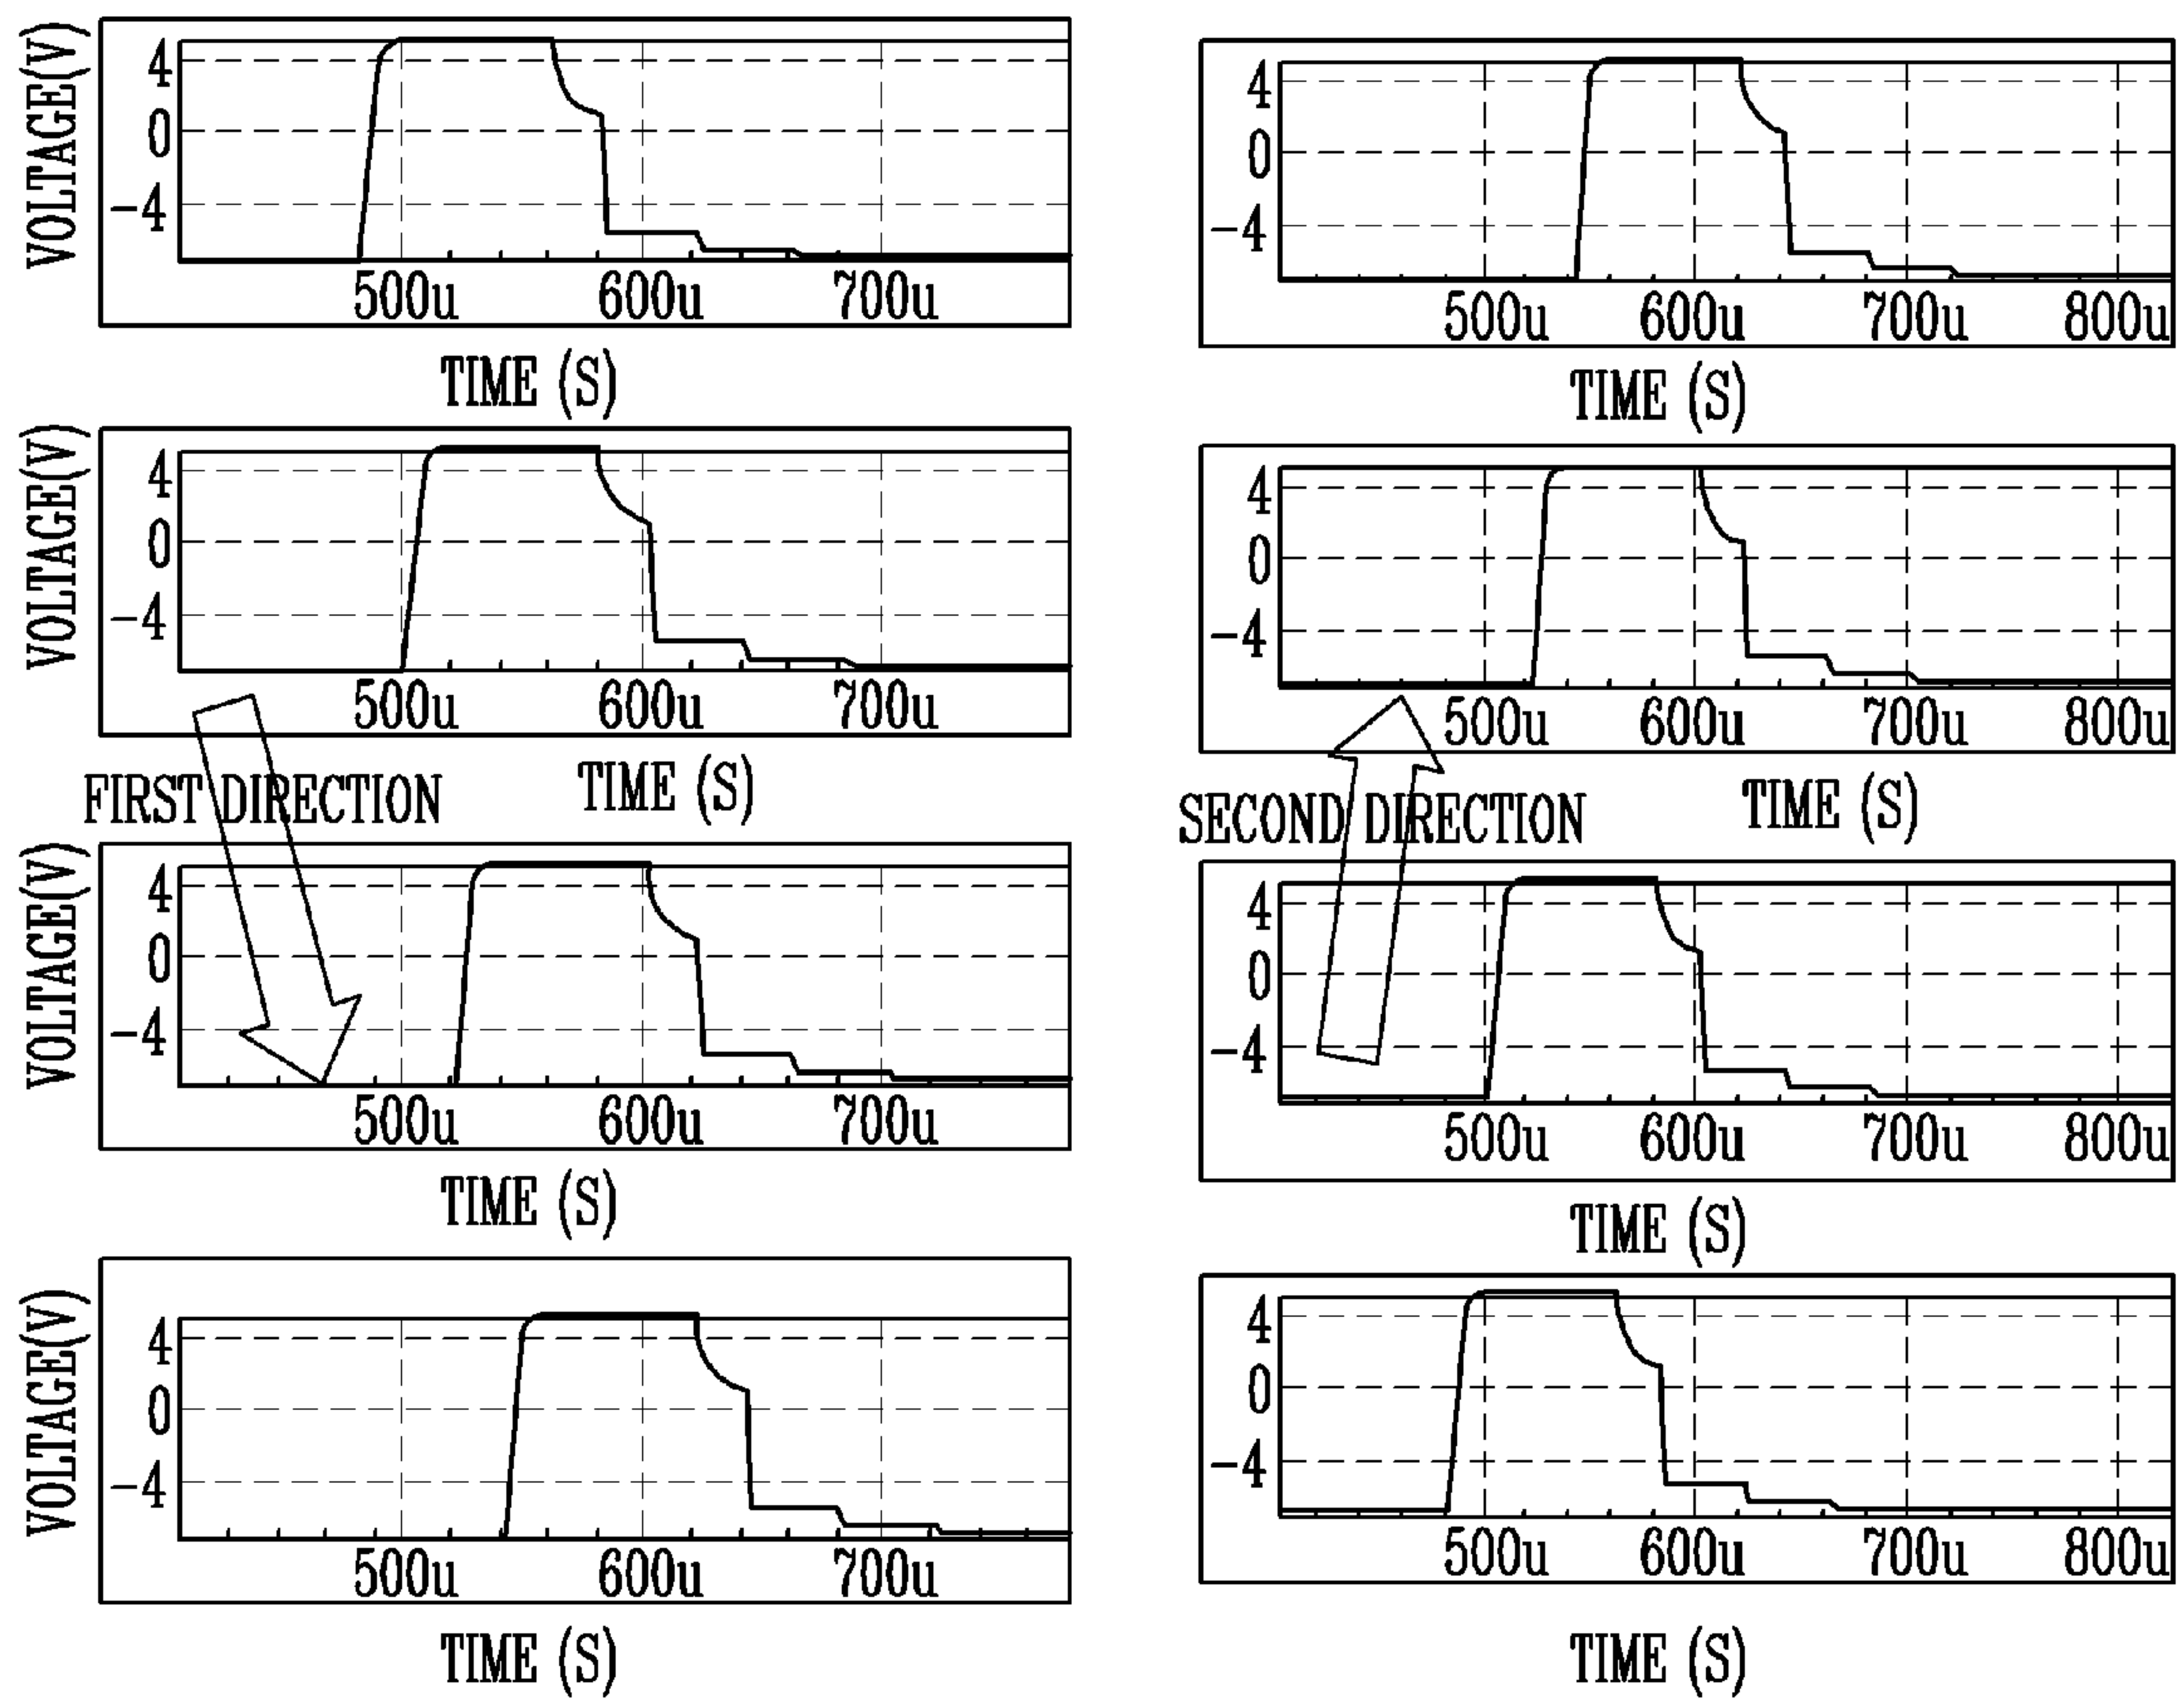 VOLTAGE(V)
4
0
-4
500u 600u 700u
TIME (S)
VOLTAGE(V)
4
0
-4
500u 600u 700u
TIME (S)
FIRST DIRECTION
VOLTAGE(V)
4
0
-4
500u 600u 700u
TIME (S)
VOLTAGE(V)
4
0
-4
500u 600u 700u
TIME (S)
4
0
-4
500u 600u 700u 800u
TIME (S)
4
0
-4
500u 600u 700u 800u
TIME (S)
SECOND DIRECTION
4
0
-4
500u 600u 700u 800u
TIME (S)
4
0
-4
500u 600u 700u 800u
TIME (S)